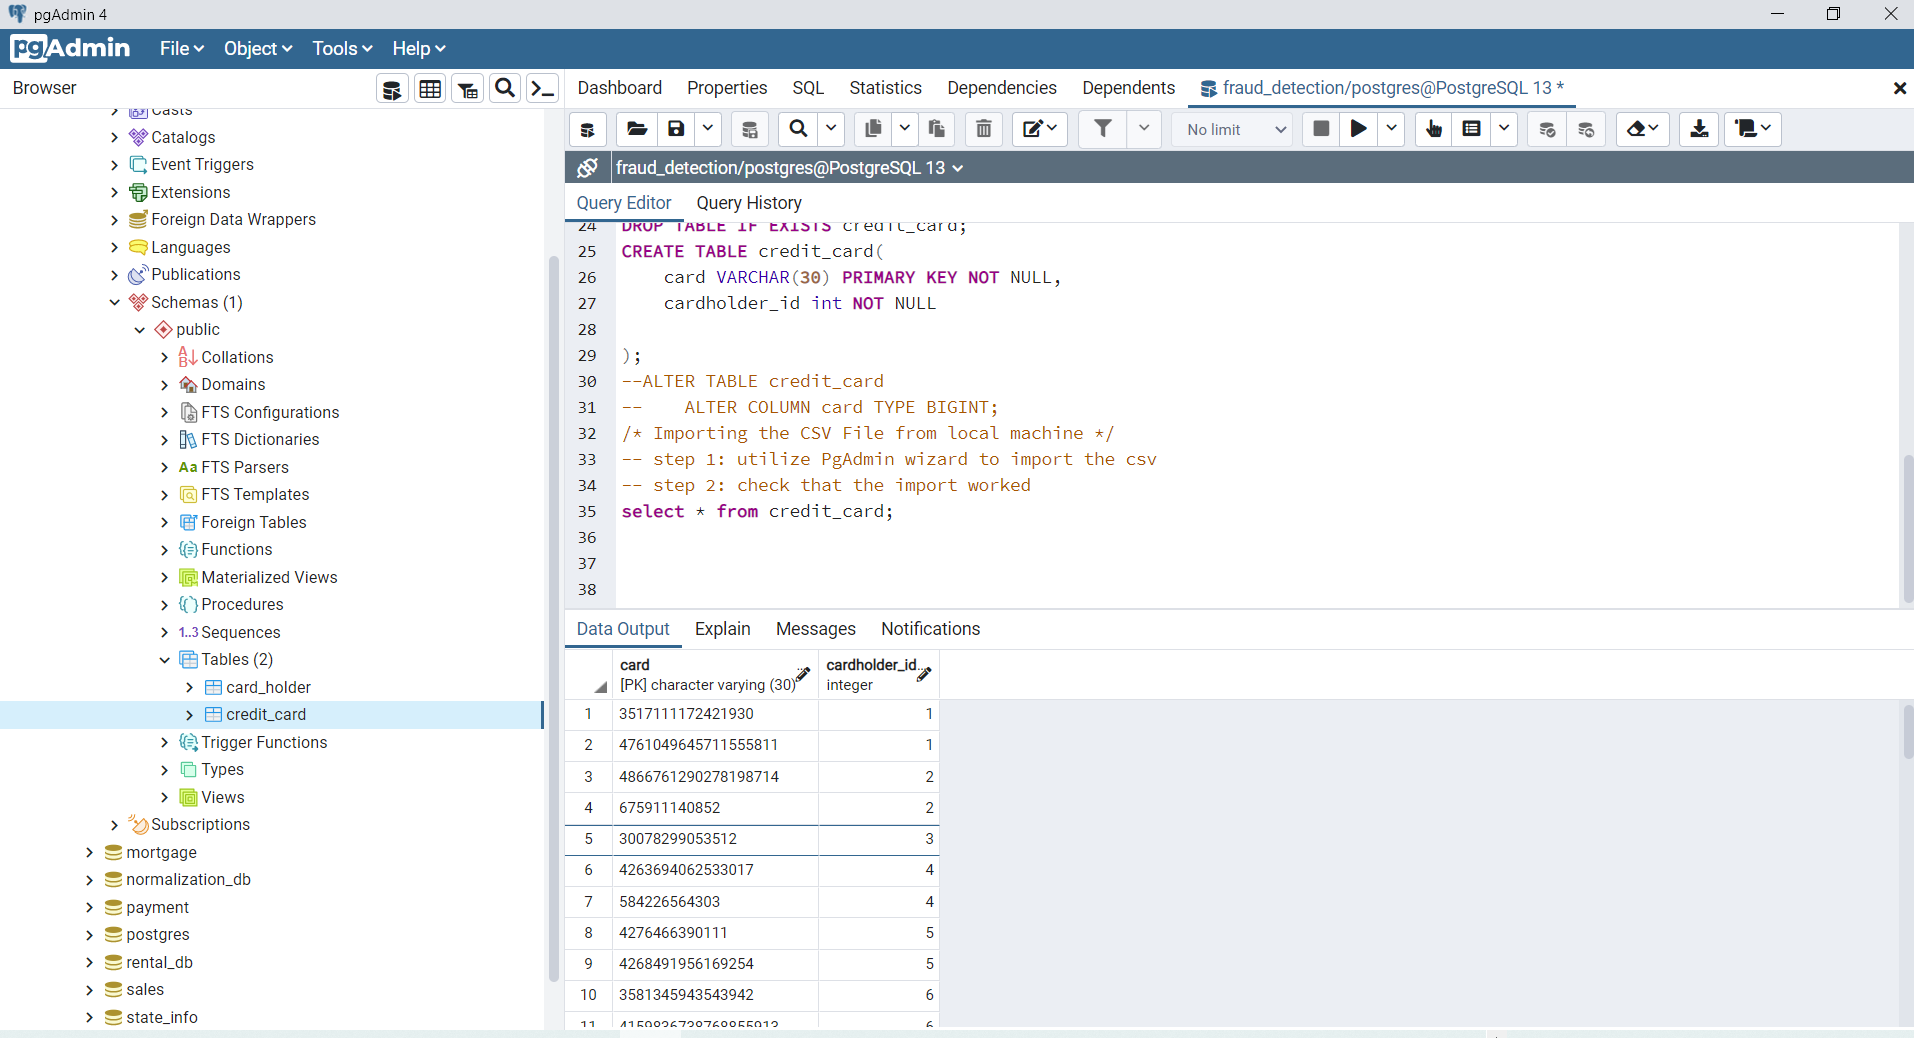 pgAdmin 4
pgAdmin File Object Tools Help
Browser
Dashboard Properties SQL Statistics Dependencies Dependents fraud_detection/postgres@PostgreSQL 13 *
No limit
fraud_detection/postgres@PostgreSQL 13
Query Editor Query History
Casts
Catalogs
Event Triggers
Extensions
Foreign Data Wrappers
Languages
Publications
Schemas (1)
public
Collations
Domains
FTS Configurations
FTS Dictionaries
Aa FTS Parsers
FTS Templates
Foreign Tables
Functions
Materialized Views
Procedures
1..3 Sequences
Tables (2)
card_holder
credit_card
Trigger Functions
Types
Views
Subscriptions
mortgage
normalization_db
payment
postgres
rental_db
sales
state_info
24 DROP TABLE IF EXISTS credit_card;
25 CREATE TABLE credit_card(
26 card VARCHAR(30) PRIMARY KEY NOT NULL,
27 cardholder_id int NOT NULL
28
29 );
30 --ALTER TABLE credit_card
31 -- ALTER COLUMN card TYPE BIGINT;
32 /* Importing the CSV File from local machine */
33 -- step 1: utilize PgAdmin wizard to import the csv
34 -- step 2: check that the import worked
35 select * from credit_card;
36
37
38
Data Output Explain Messages Notifications
card cardholder_id
[PK] character varying (30) integer
1 3517111172421930 1
2 4761049645711555811 1
3 4866761290278198714 2
4 675911140852 2
5 30078299053512 3
6 4263694062533017 4
7 584226564303 4
8 4276466390111 5
9 4268491956169254 5
10 3581345943543942 6
11 4159836738768855913 6